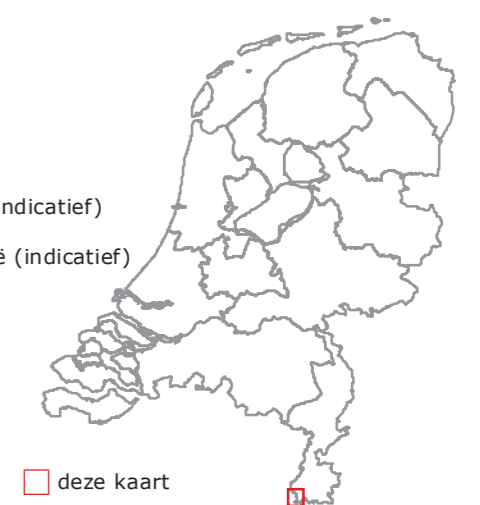 ndicatief)
ë (indicatief)
deze kaart